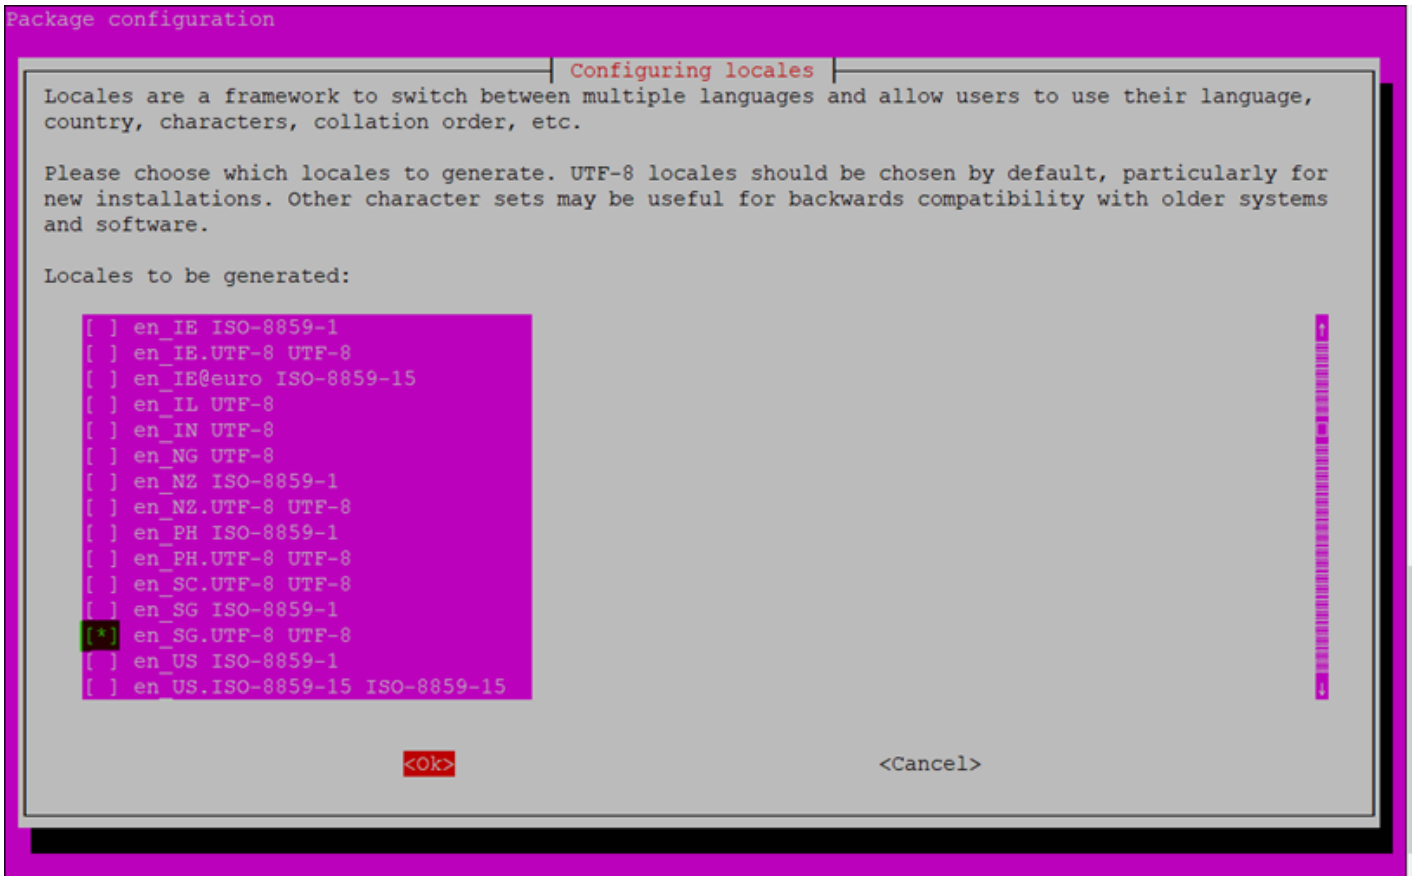 Package configuration
Configuring locales
Locales are a framework to switch between multiple languages and allow users to use their language,
country, characters, collation order, etc.
Please choose which locales to generate. UTF-8 locales should be chosen by default, particularly for
new installations. Other character sets may be useful for backwards compatibility with older systems
and software.
Locales to be generated:
[ ] en_IE ISO-8859-1
[ ] en_IE.UTF-8 UTF-8
[ ] en_IE@euro ISO-8859-15
[ ] en_IL UTF-8
[ ] en_IN UTF-8
[ ] en_NG UTF-8
[ ] en_NZ ISO-8859-1
[ ] en_NZ.UTF-8 UTF-8
[ ] en_PH ISO-8859-1
[ ] en_PH.UTF-8 UTF-8
[ ] en_SC.UTF-8 UTF-8
[ ] en_SG ISO-8859-1
[*] en_SG.UTF-8 UTF-8
[ ] en_US ISO-8859-1
[ ] en_US.ISO-8859-15 ISO-8859-15
<Ok> <Cancel>